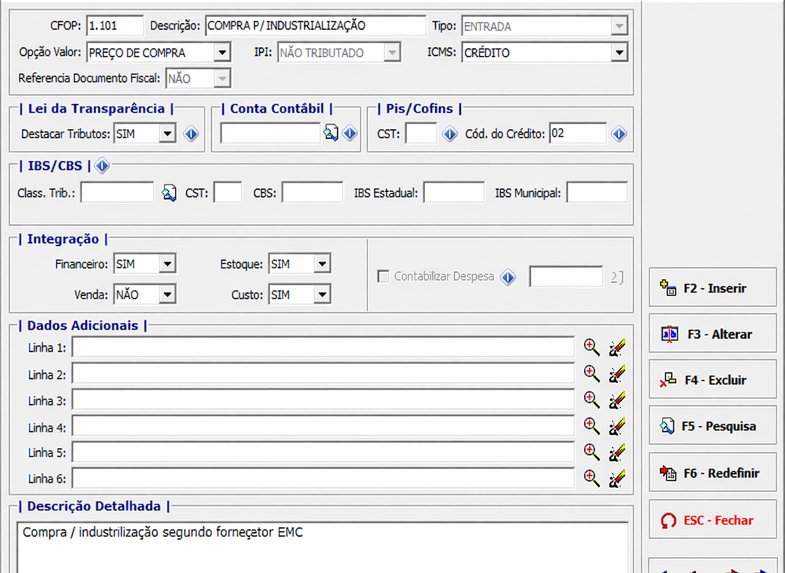 CFOP: 1.101 Descrição: COMPRA P/ INDUSTRIALIZAÇÃO Tipo: ENTRADA
Opção Valor: PREÇO DE COMPRA IPI: NÃO TRIBUTADO ICMS: CRÉDITO
Referencia Documento Fiscal: NÃO
| Lei da Transparência | | Conta Contábil | | Pis/Cofins |
Destacar Tributos: SIM CST: Cód. do Crédito: 02
| IBS/CBS |
Class. Trib.: CST: CBS: IBS Estadual: IBS Municipal:
| Integração |
Financeiro: SIM Estoque: SIM
Contabilizar Despesa
Venda: NÃO Custo: SIM
F2 - Inserir
F3 - Alterar
F4 - Excluir
F5 - Pesquisa
F6 - Redefinir
ESC - Fechar
| Dados Adicionais |
Linha 1:
Linha 2:
Linha 3:
Linha 4:
Linha 5:
Linha 6:
| Descrição Detalhada |
Compra / industrilização segundo forneçator EMC